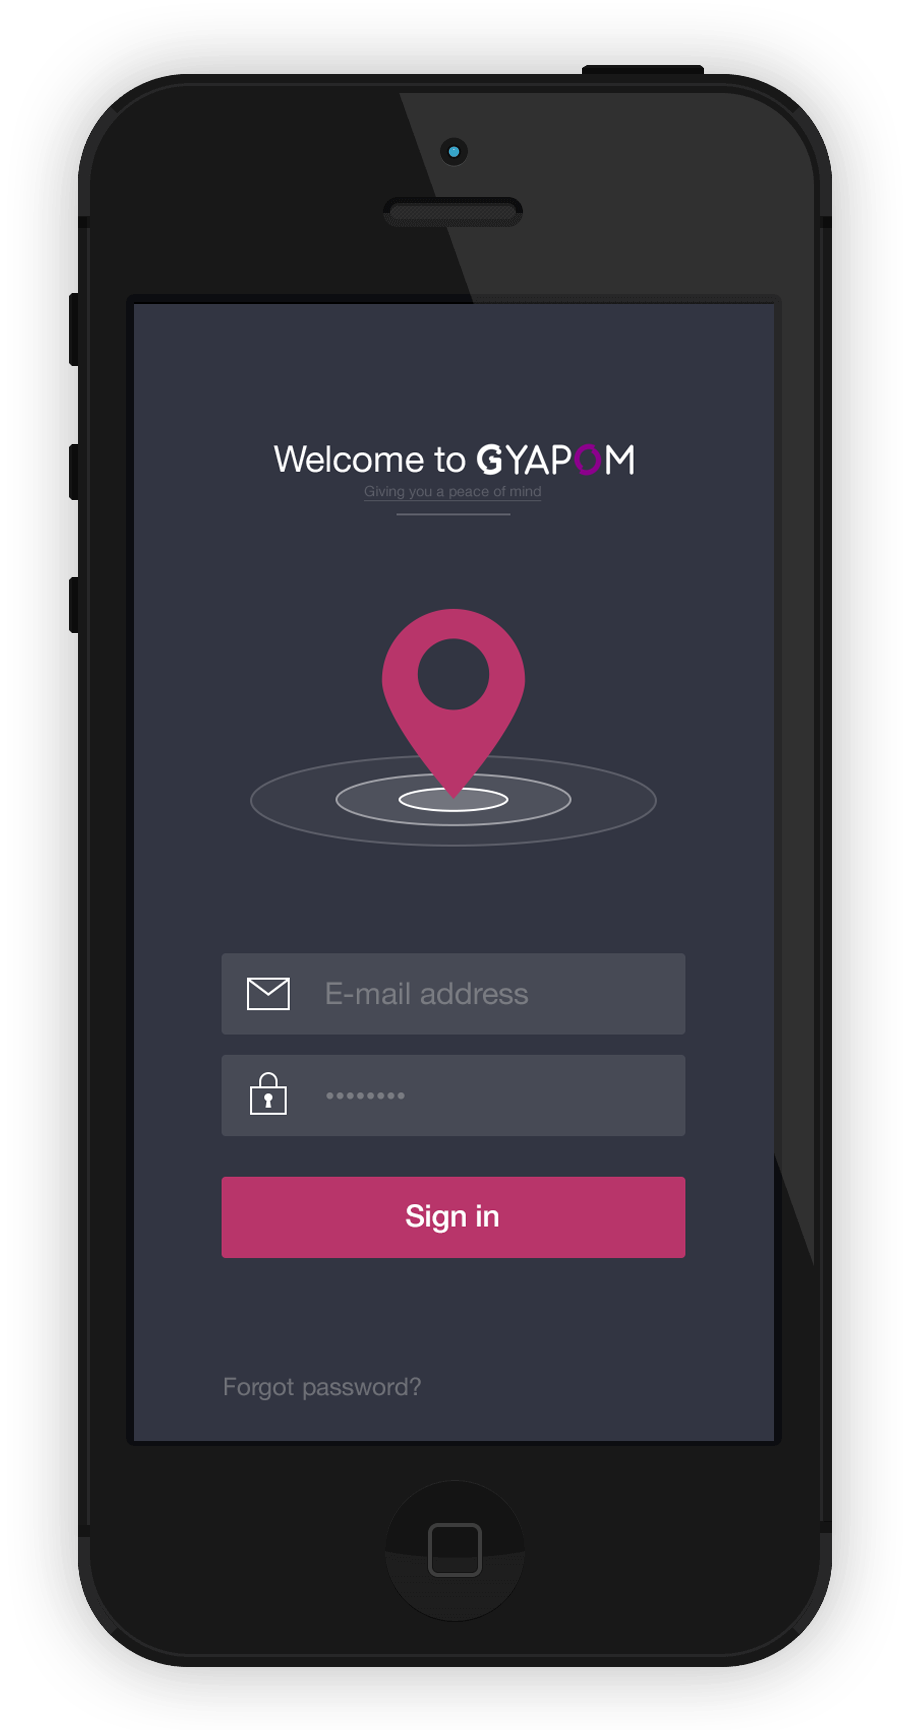 Welcome to GYAPOM
Giving you a peace of mind
E-mail address
••••••••
Sign in
Forgot password?